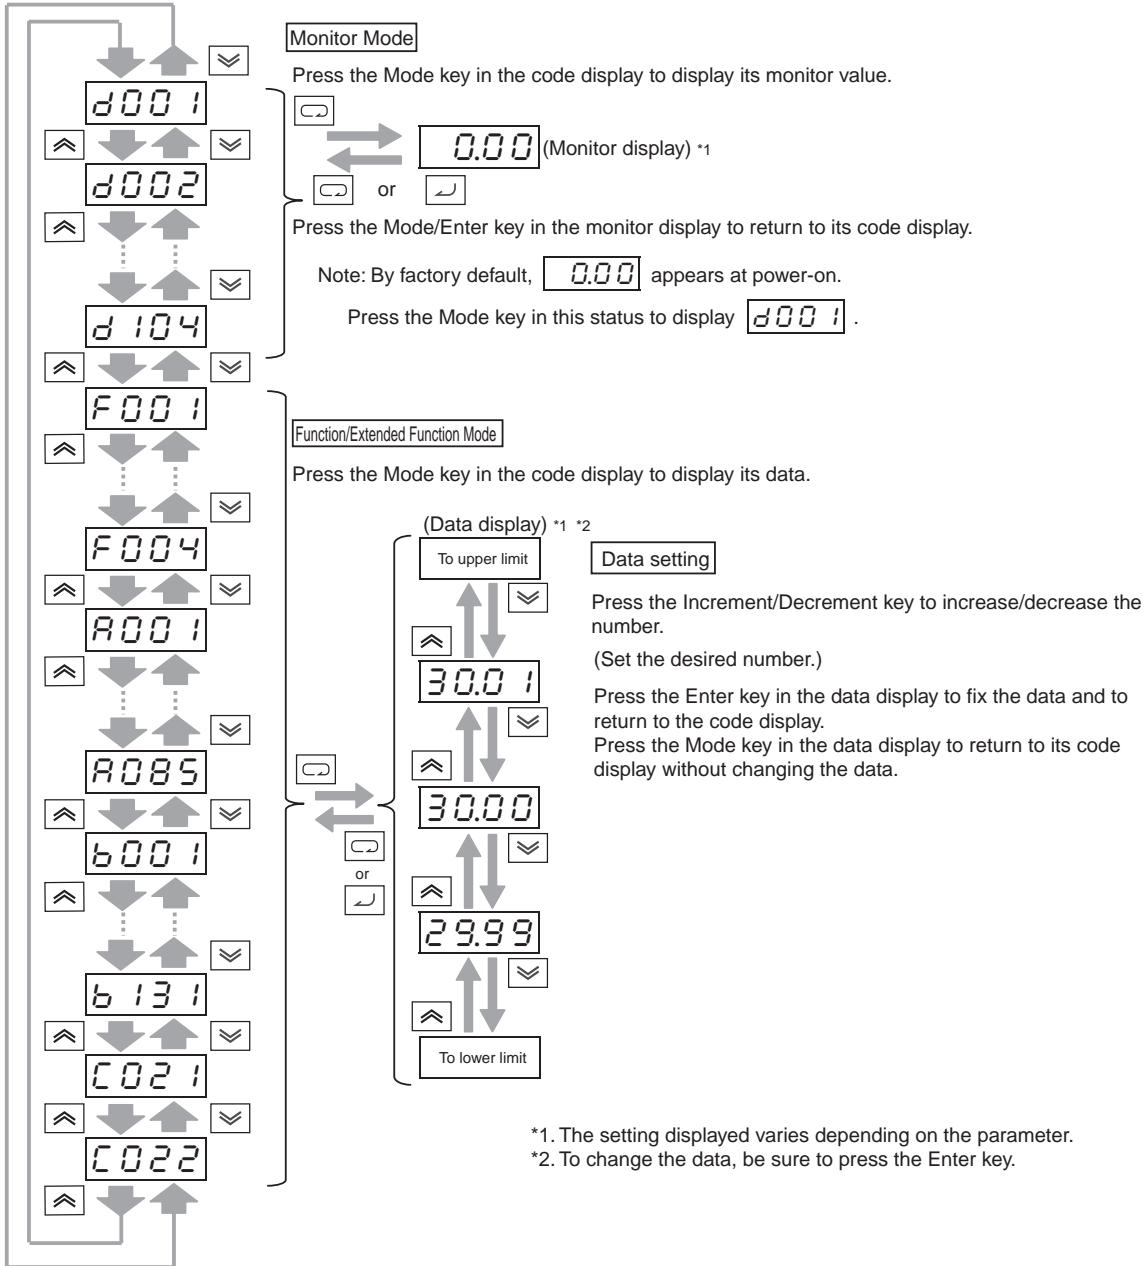 Monitor Mode
Press the Mode key in the code display to display its monitor value.
d001
0.00 (Monitor display) *1
d002
or
Press the Mode/Enter key in the monitor display to return to its code display.
Note: By factory default, 0.00 appears at power-on.
Press the Mode key in this status to display d001 .
d104
F001
Function/Extended Function Mode
Press the Mode key in the code display to display its data.
F004
A001
A085
b001
b131
C021
C022
(Data display) *1 *2
To upper limit
30.01
30.00
29.99
To lower limit
or
Data setting
Press the Increment/Decrement key to increase/decrease the
number.
(Set the desired number.)
Press the Enter key in the data display to fix the data and to
return to the code display.
Press the Mode key in the data display to return to its code
display without changing the data.
*1. The setting displayed varies depending on the parameter.
*2. To change the data, be sure to press the Enter key.